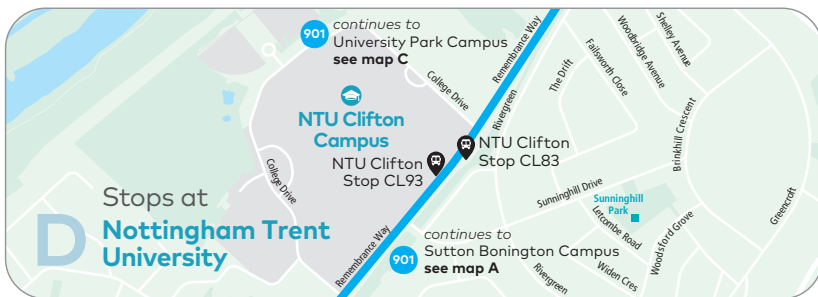 901
continues to
University Park Campus
see map C
Remembrance Way
College Drive
Rivergreen
The Drift
Failsworth Close
Woodbridge Avenue
Shelley Avenue
Brinkhill Crescent
NTU Clifton
Campus
NTU Clifton
Stop CL93
NTU Clifton
Stop CL83
College Drive
Sunninghill Drive
Sunninghill
Park
Letcombe Road
Woodsford Grove
Greencroft
D
Stops at
Nottingham Trent
University
Remembrance Way
901
continues to
Sutton Bonington Campus
see map A
Rivergreen
Widen Cres